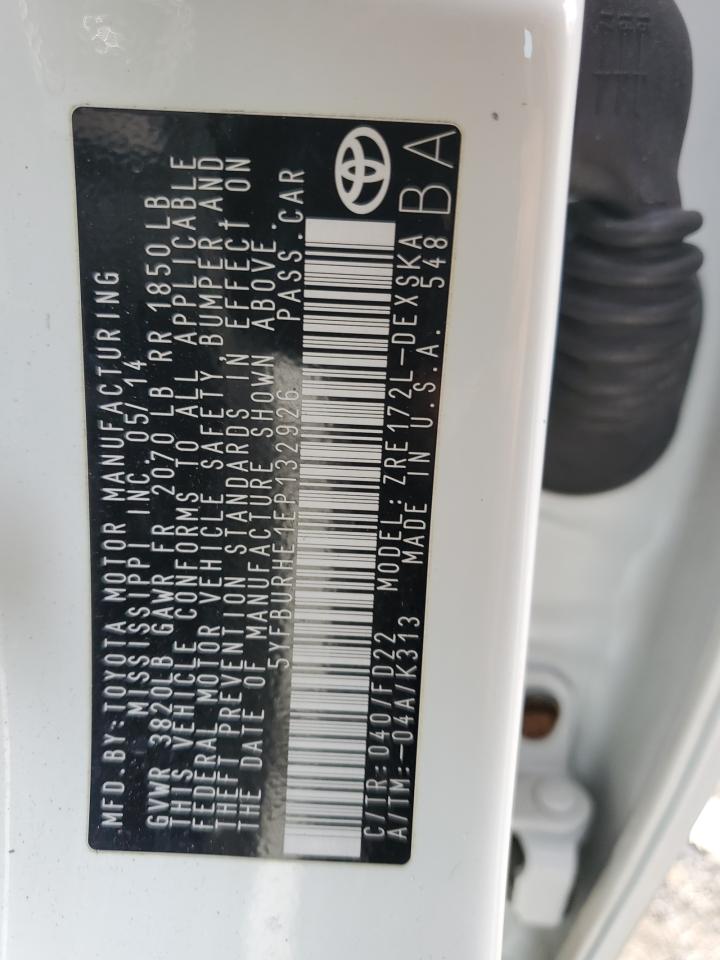 MFD.BY:TOYOTA MOTOR MANUFACTURING
MISSISSIPPI INC.05/14
GVWR 3820LB GAWR FR 2070LB RR 1850LB
THIS VEHICLE CONFORMS TO ALL APPLICABLE
FEDERAL MOTOR VEHICLE SAFETY,BUMPER AND
THEFT PREVENTION STANDARDS IN EFFECT ON
THE DATE OF MANUFACTURE SHOWN ABOVE.
5YFBURHE1EP132926 PASS.CAR
C/TR:040/FD22 MODEL:ZRE172L-DEXSKA
A/TM:-04A/K313 MADE IN U.S.A. 548 BA